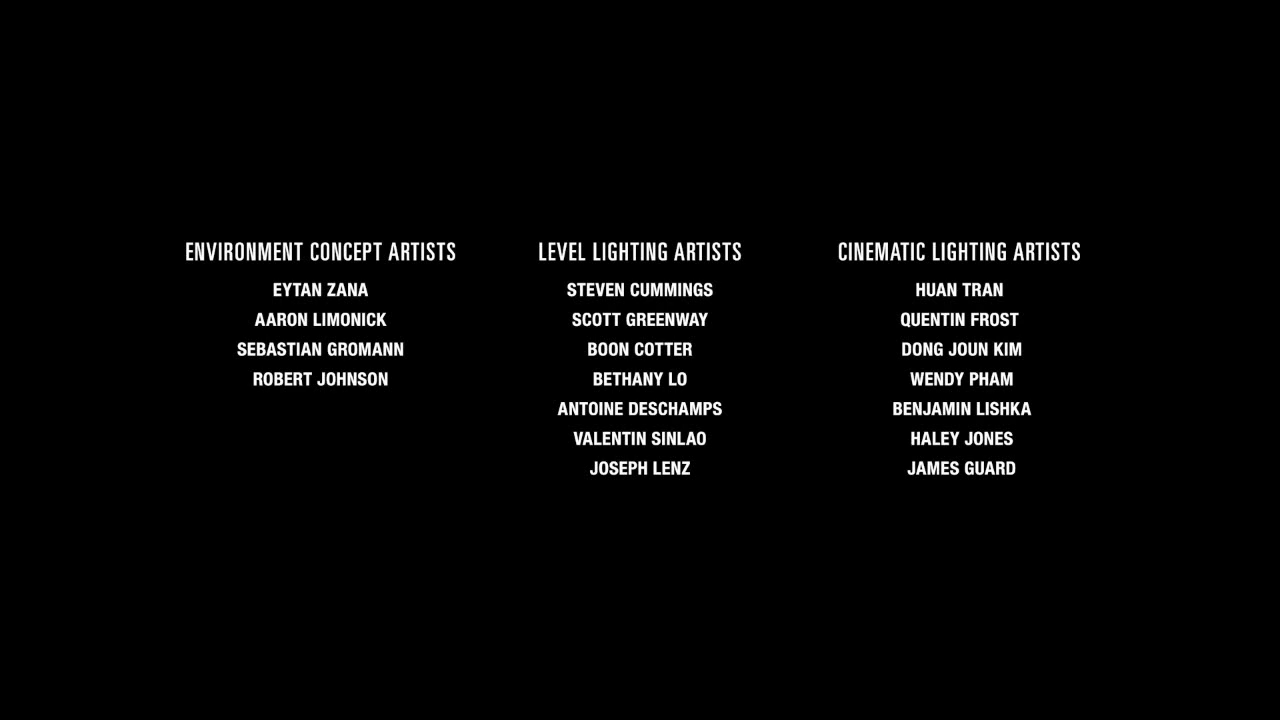 ENVIRONMENT CONCEPT ARTISTS
EYTAN ZANA
AARON LIMONICK
SEBASTIAN GROMANN
ROBERT JOHNSON
LEVEL LIGHTING ARTISTS
STEVEN CUMMINGS
SCOTT GREENWAY
BOON COTTER
BETHANY LO
ANTOINE DESCHAMPS
VALENTIN SINLAO
JOSEPH LENZ
CINEMATIC LIGHTING ARTISTS
HUAN TRAN
QUENTIN FROST
DONG JOUN KIM
WENDY PHAM
BENJAMIN LISHKA
HALEY JONES
JAMES GUARD